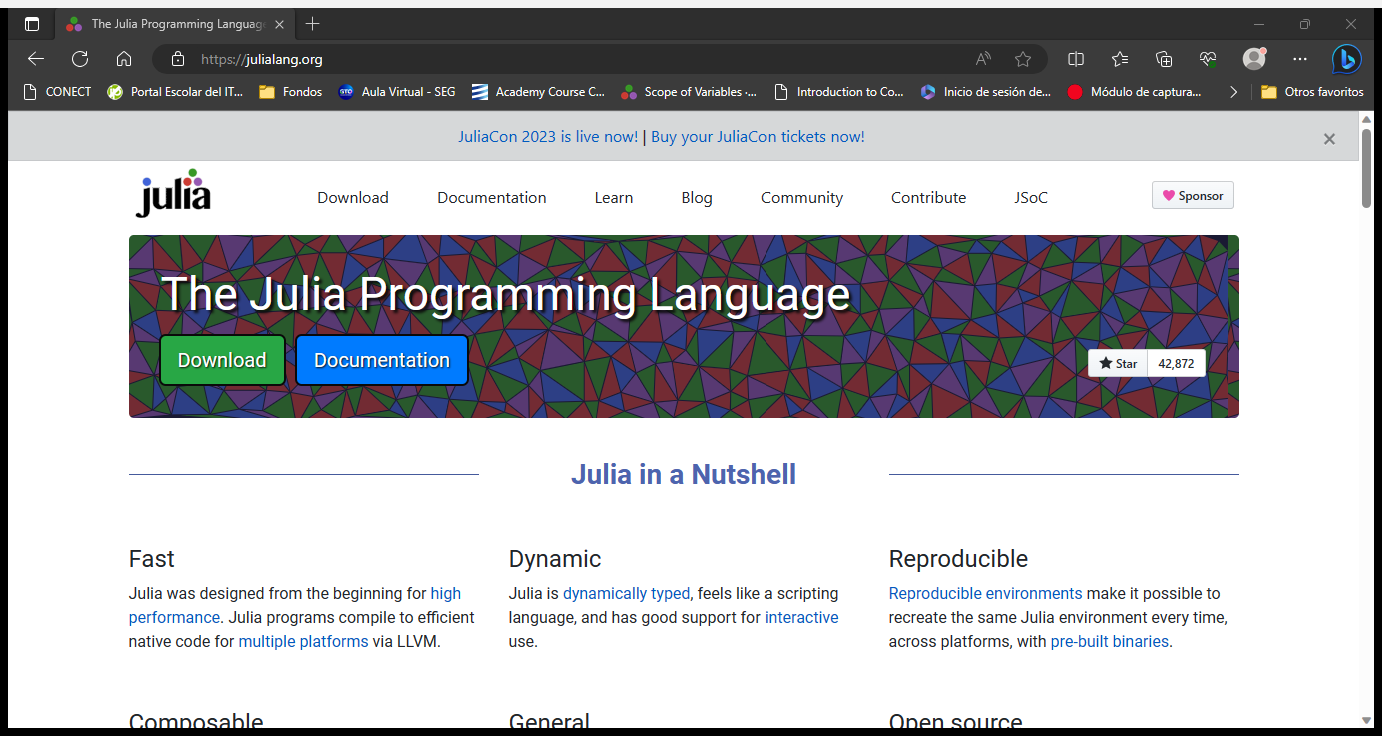 The Julia Programming Languag
https://julialang.org
CONECT Portal Escolar del IT... Fondos Aula Virtual - SEG Academy Course C... Scope of Variables ·... Introduction to Co... Inicio de sesión de... Módulo de captura... Otros favoritos
JuliaCon 2023 is live now! | Buy your JuliaCon tickets now!
julia Download Documentation Learn Blog Community Contribute JSoC Sponsor
The Julia Programming Language
Download Documentation Star 42,872
Julia in a Nutshell
Fast
Julia was designed from the beginning for high
performance. Julia programs compile to efficient
native code for multiple platforms via LLVM.
Dynamic
Julia is dynamically typed, feels like a scripting
language, and has good support for interactive
use.
Reproducible
Reproducible environments make it possible to
recreate the same Julia environment every time,
across platforms, with pre-built binaries.
Composable General Open source